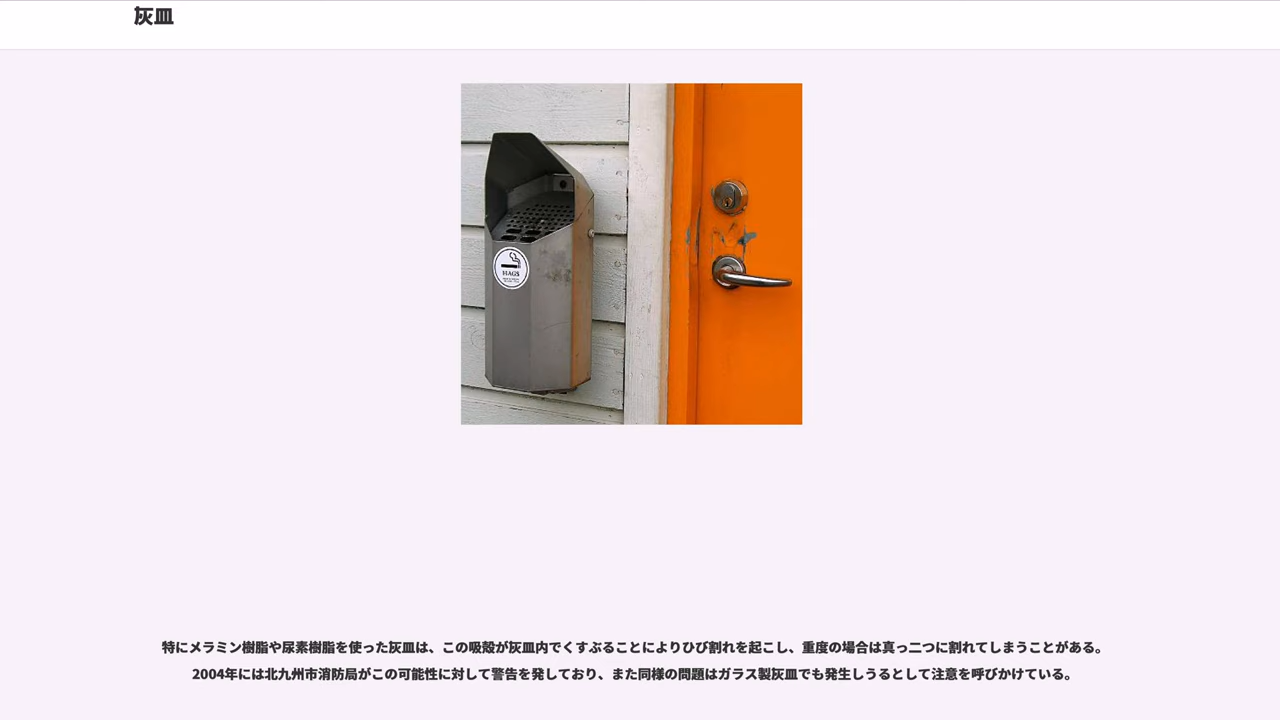 灰皿
HAGS
特にメラミン樹脂や尿素樹脂を使った灰皿は、この吸殻が灰皿内でくすぶることによりひび割れを起こし、重度の場合は真っ二つに割れてしまうことがある。
2004年には北九州市消防局がこの可能性に対して警告を発しており、また同様の問題はガラス製灰皿でも発生しうるとして注意を呼びかけている。